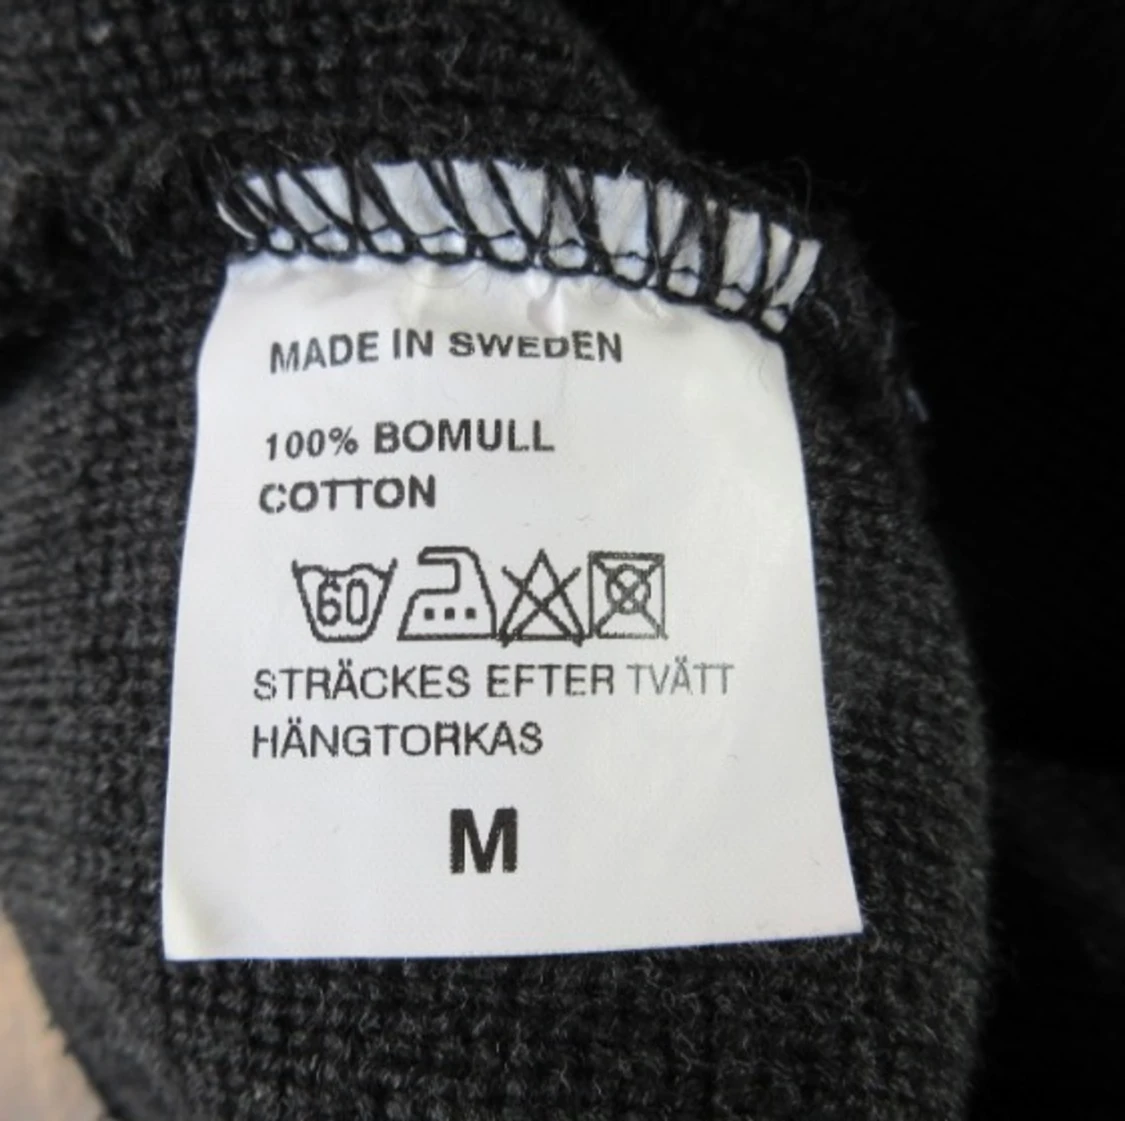 MADE IN SWEDEN
100% BOMULL
COTTON
60
STRÄCKES EFTER TVÄTT
HÄNGTORKAS
M